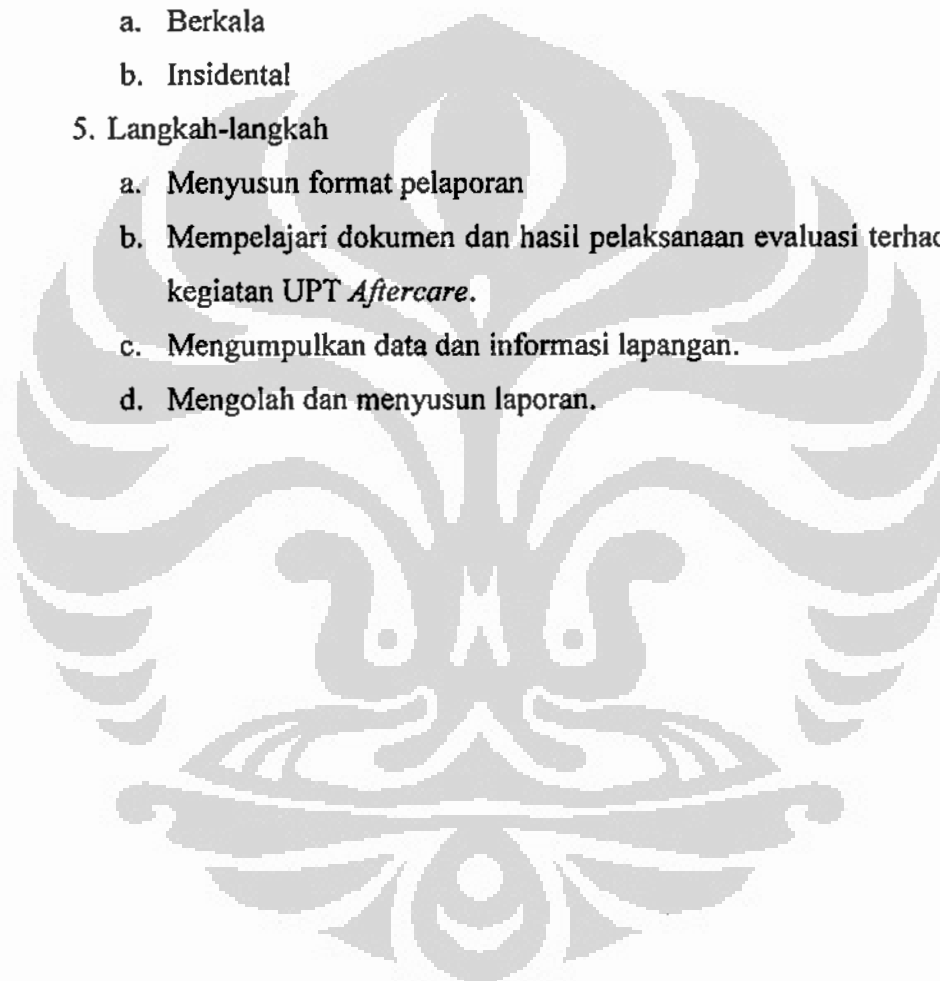 a. Berkala
b. Insidental
5. Langkah-langkah
a. Menyusun format pelaporan
b. Mempelajari dokumen dan hasil pelaksanaan evaluasi
kegiatan UPT Aftercare.
c. Mengumpulkan data dan informasi lapangan.
d. Mengolah dan menyusun laporan.